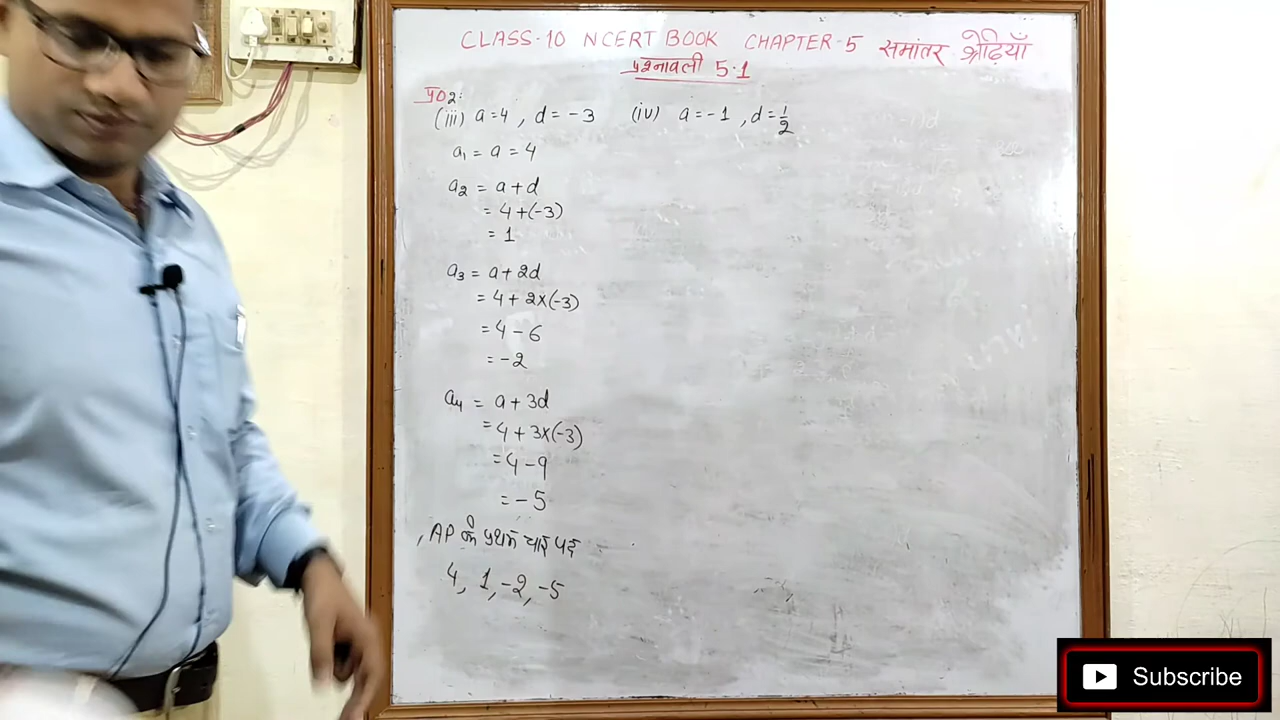 CLASS-10 NCERT BOOK CHAPTER-5 समांतर श्रेढ़ियाँ
प्रश्नावली 5.1
प्र02:
(iii) a=4, d=-3 (iv) a=-1, d=1/2
a₁ = a = 4
a₂ = a+d
= 4+(-3)
= 1
a₃ = a+2d
= 4+2×(-3)
= 4-6
= -2
a₄ = a+3d
= 4+3×(-3)
= 4-9
= -5
, AP के प्रथम चार पद
4, 1, -2, -5
Subscribe